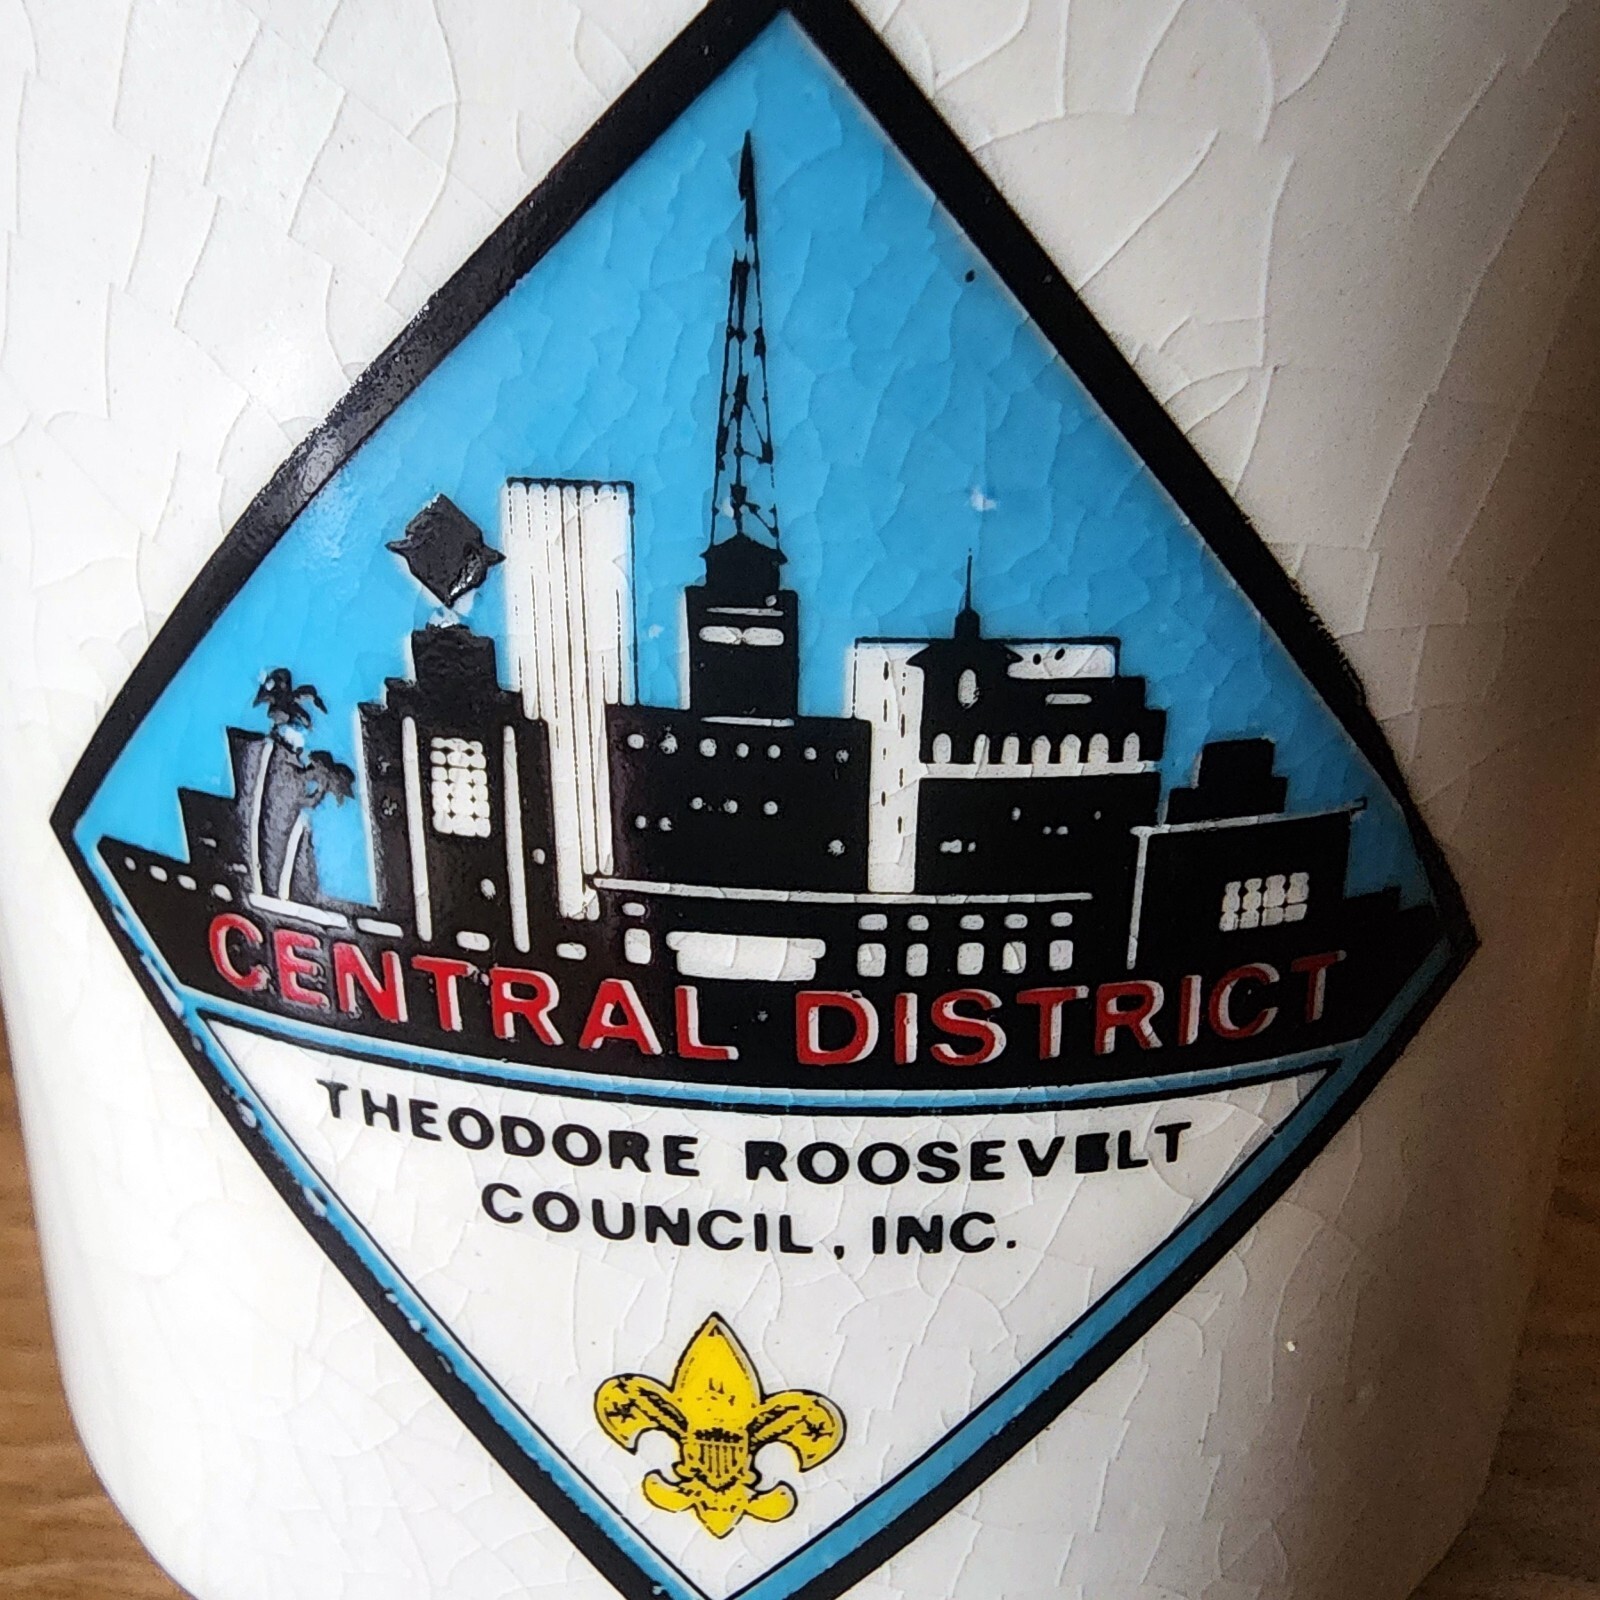 CENTRAL DISTRICT
THEODORE ROOSEVELT
COUNCIL, INC.